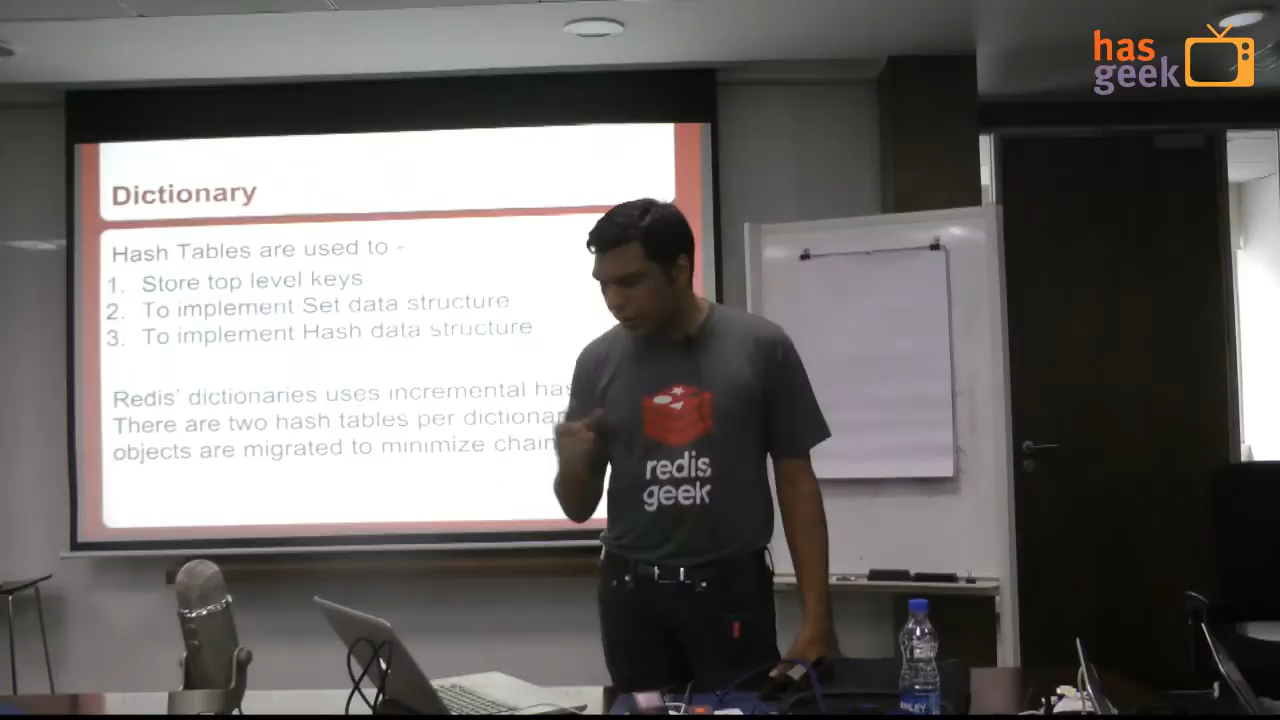 has
geek
Dictionary
Hash Tables are used to -
1. Store top level keys
2. To implement Set data structure
3. To implement Hash data structure
Redis' dictionaries uses incremental
There are two hash tables per
objects are migrated to minimize
redis
geek